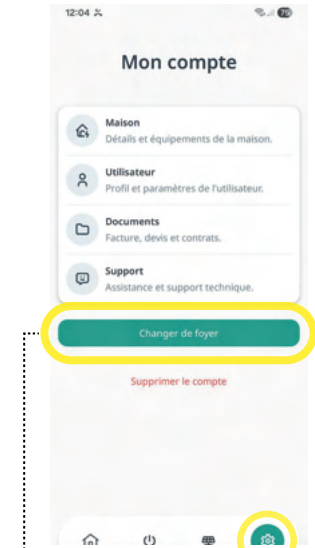 12:04
75
Mon compte
Maison
Détails et équipements de la maison.
Utilisateur
Profil et paramètres de l'utilisateur.
Documents
Facture, devis et contrats.
Support
Assistance et support technique.
Changer de foyer
Supprimer le compte